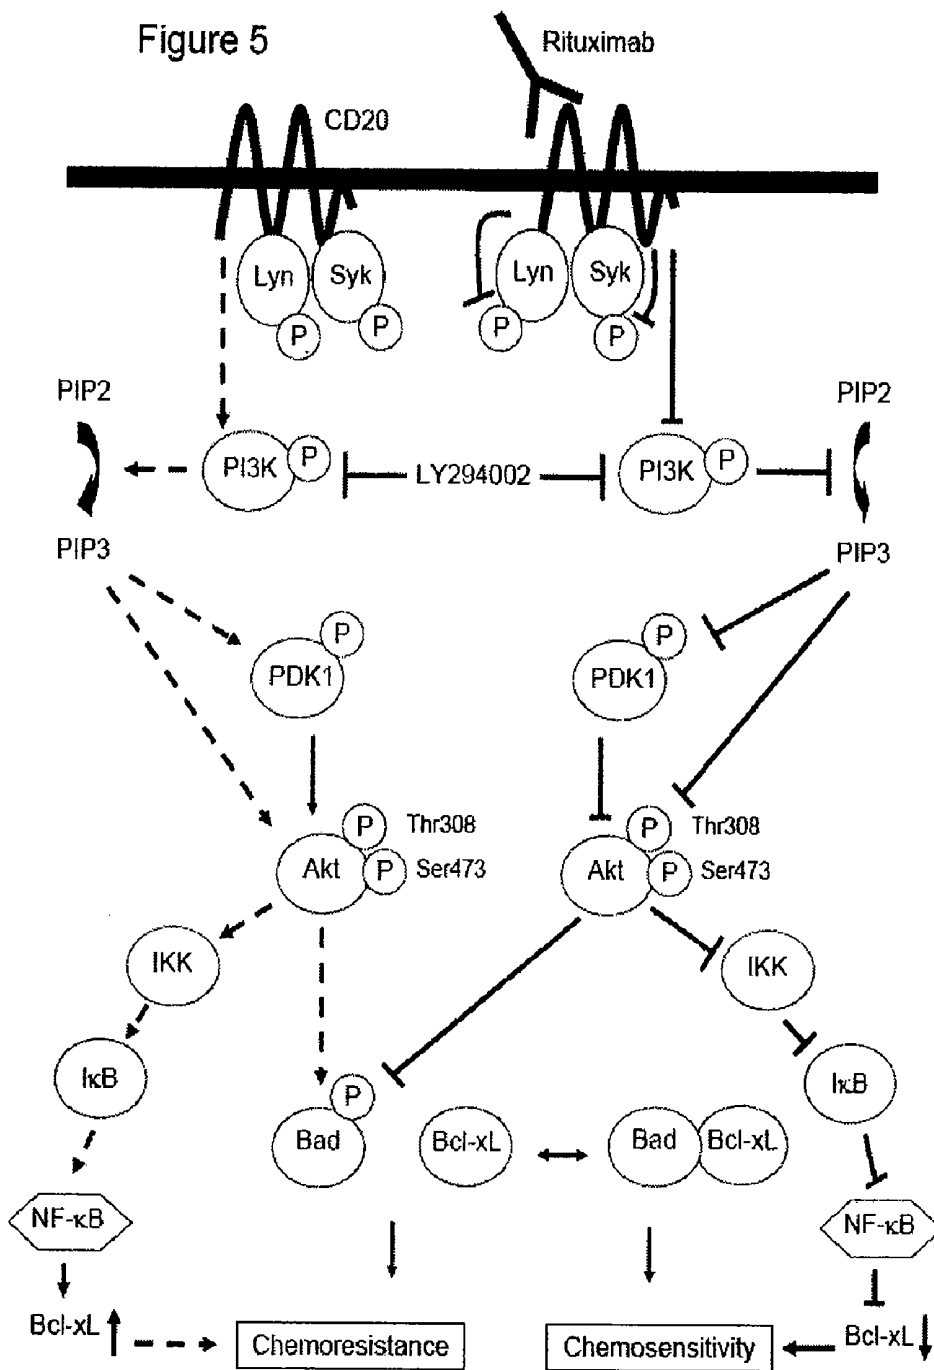 Figure 5
Rituximab
CD20
Lyn
Syk
Lyn
Syk
P
P
P
P
PIP2
PIP2
PI3K
P
LY294002
PI3K
P
PIP3
PIP3
P
PDK1
P
PDK1
P
Thr308
P
Thr308
Akt
P
Ser473
Akt
P
Ser473
IKK
IKK
IκB
IκB
P
Bad
Bcl-xL
Bad
Bcl-xL
NF-κB
NF-κB
Bcl-xL
Chemoresistance
Chemosensitivity
Bcl-xL